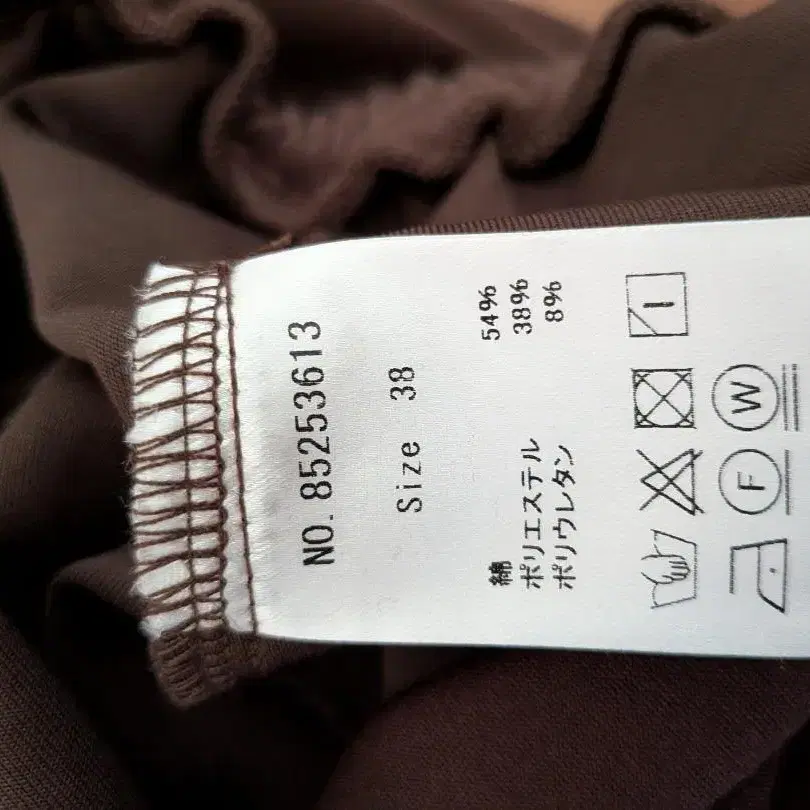 NO. 85253613
Size 38
綿 54%
ポリエステル 38%
ポリウレタン 8%
W
F